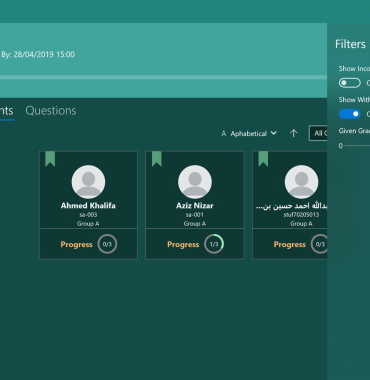 Filters
By: 28/04/2019 15:00
Show Inco
Show With
nts Questions
Given Gra
A Aphabetical
All
0
Ahmed Khalifa
sa-003
Group A
Progress 0/3
Aziz Nizar
sa-001
Group A
Progress 1/3
عبدالله احمد حسين بن...
stuf70205013
Group A
Progress 0/3